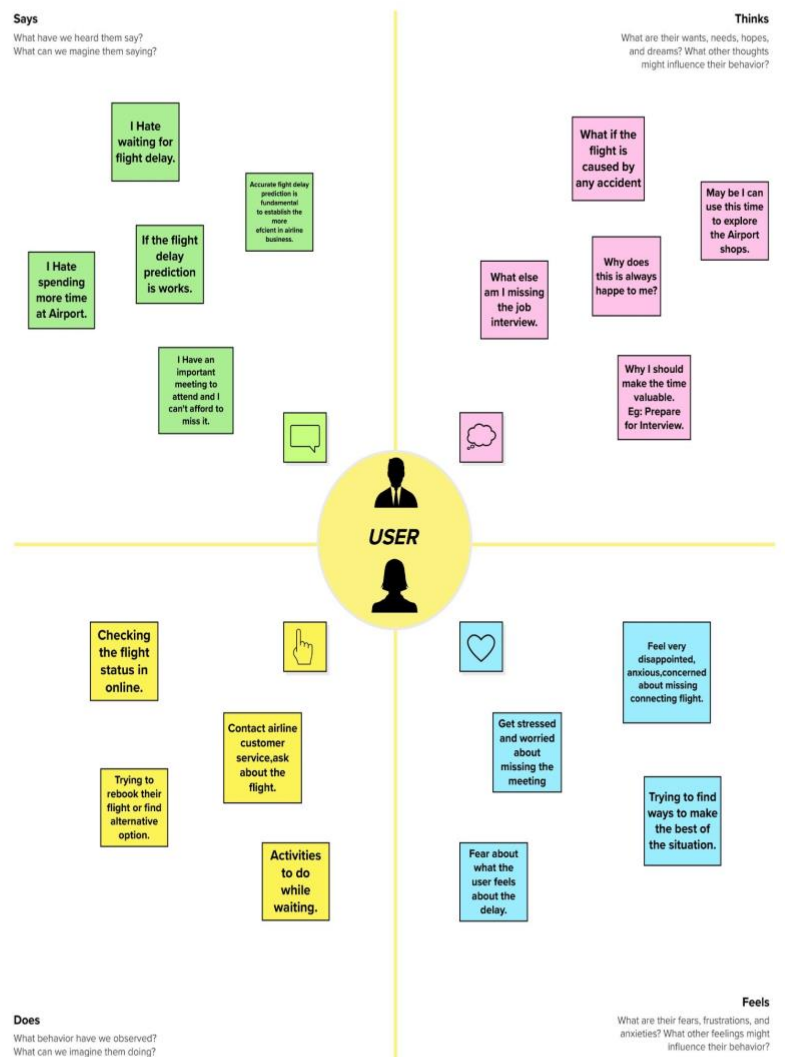 Says
What have we heard them say?
What can we magine them saying?
I Hate
waiting for
flight delay.
Accurate fight delay
prediction is
fundamental
to establish the
more
efcient in airline
business.
If the flight
delay
prediction
is works.
I Hate
spending
more time
at Airport.
I Have an
important
meeting to
attend and I
can't afford to
miss it.
Thinks
What are their wants, needs, hopes,
and dreams? What other thoughts
might influence their behavior?
What if the
flight is
caused by
any accident
May be I can
use this time
to explore
the Airport
shops.
Why does
this is always
happe to me?
What else
am I missing
the job
interview.
Why I should
make the time
valuable.
Eg: Prepare
for Interview.
USER
Checking
the flight
status in
online.
Contact airline
customer
service,ask
about the
flight.
Trying to
rebook their
flight or find
alternative
option.
Activities
to do
while
waiting.
Does
What behavior have we observed?
What can we imagine them doing?
Feel very
disappointed,
anxious,concerned
about missing
connecting flight.
Get stressed
and worried
about
missing the
meeting
Trying to find
ways to make
the best of
the situation.
Fear about
what the
user feels
about the
delay.
Feels
What are their fears, frustrations, and
anxieties? What other feelings might
influence their behavior?